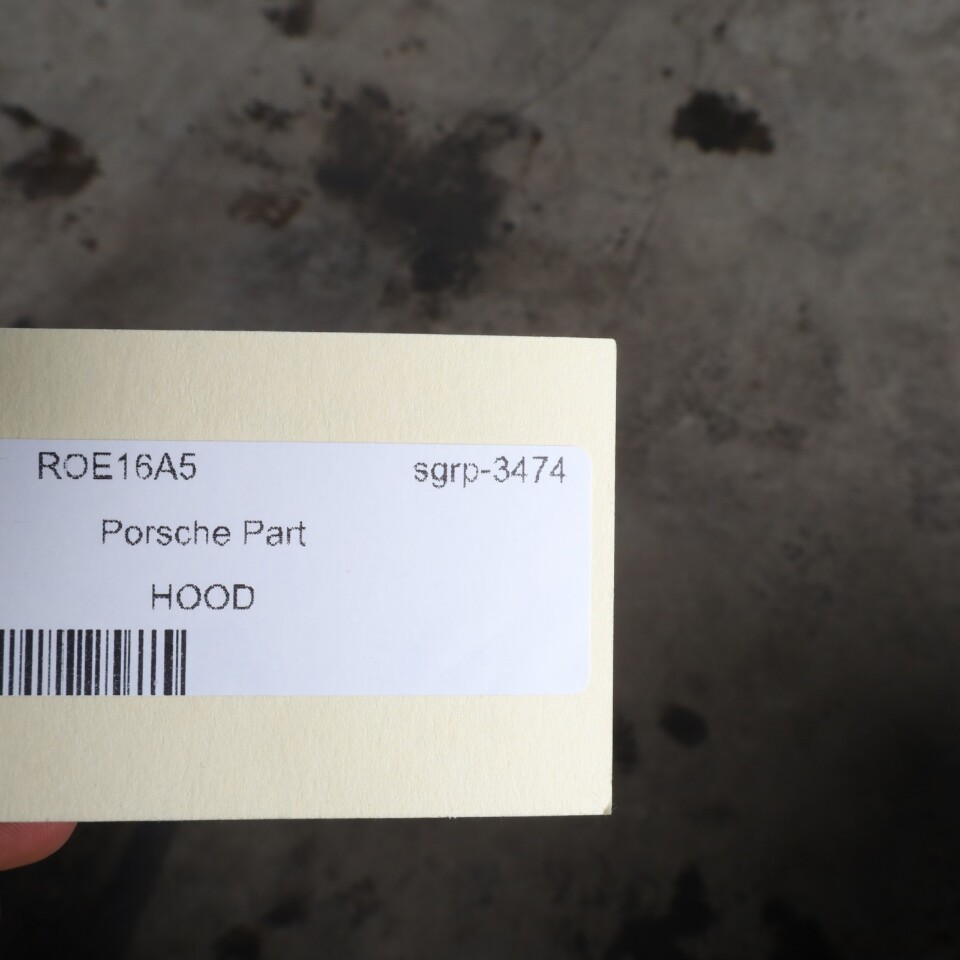 ROE16A5 sgrp-3474
Porsche Part
HOOD